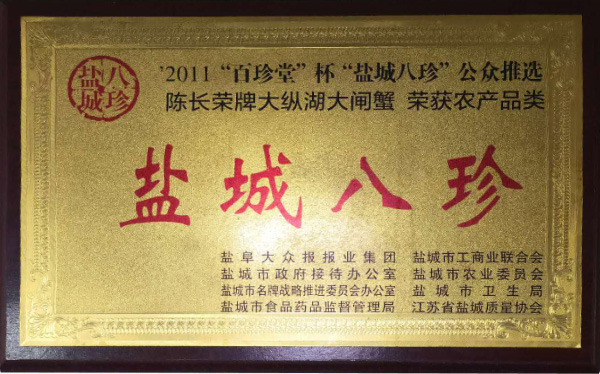 盐城八珍
'2011“百珍堂”杯“盐城八珍”公众推选
陈长荣牌大纵湖大闸蟹 荣获农产品类
盐城八珍
盐阜大众报报业集团 盐城市工商业联合会
盐城市政府接待办公室 盐城市农业委员会
盐城市名牌战略推进委员会办公室 盐城市卫生局
盐城市食品药品监督管理局 江苏省盐城质量协会